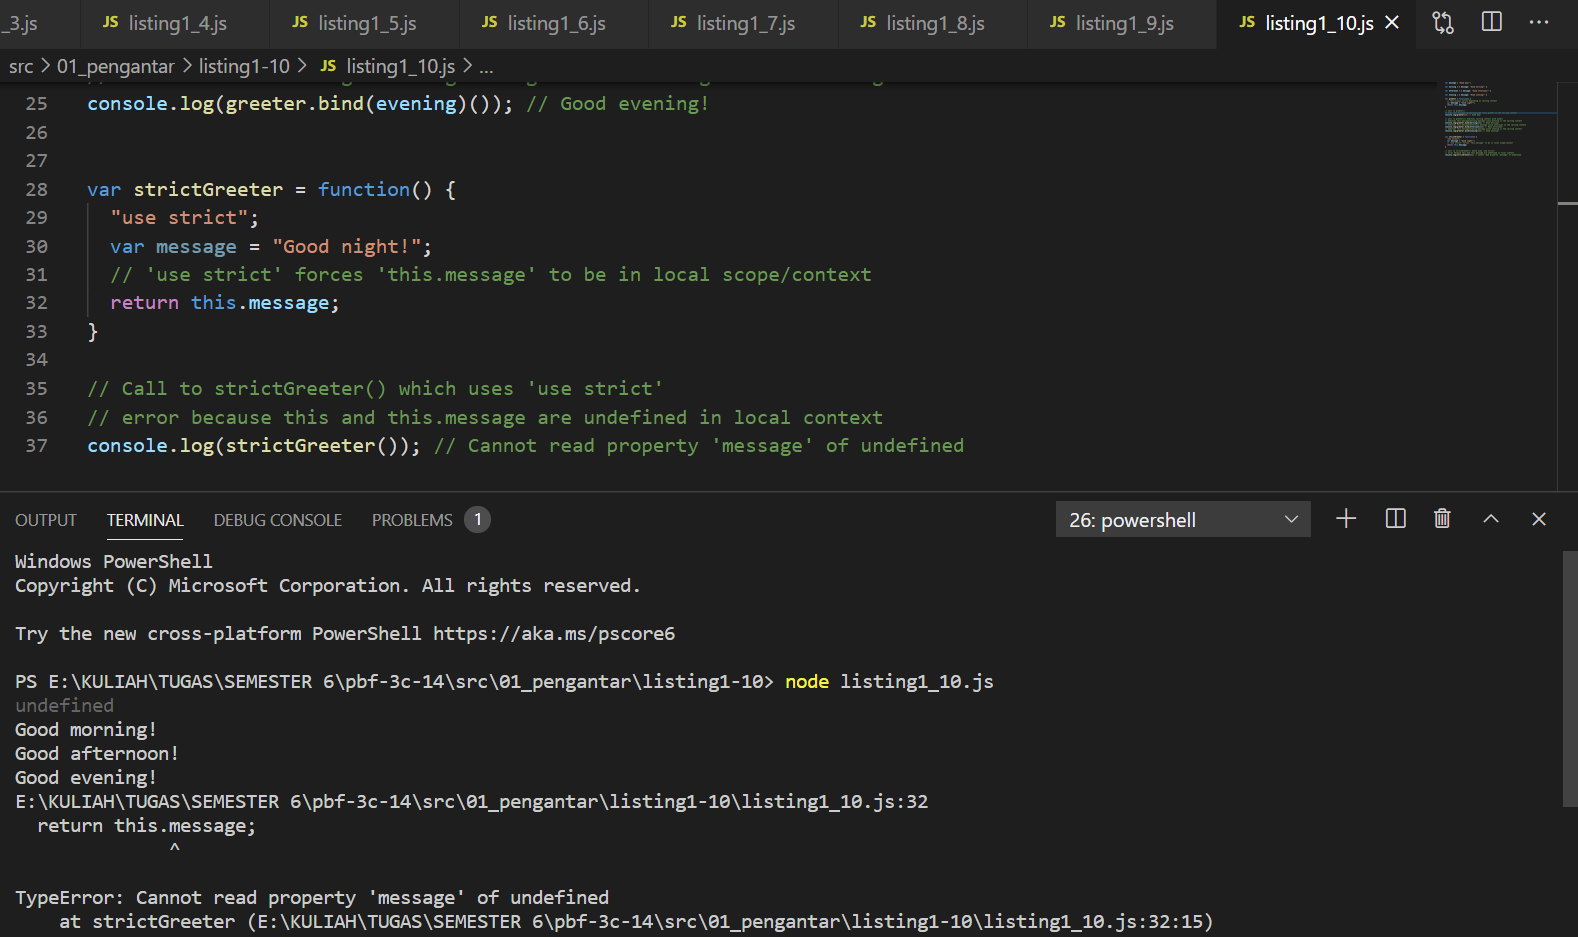 _3.js JS listing1_4.js JS listing1_5.js JS listing1_6.js JS listing1_7.js JS listing1_8.js JS listing1_9.js JS listing1_10.js
src > 01_pengantar > listing1-10 > JS listing1_10.js > ...
25 console.log(greeter.bind(evening)()); // Good evening!
26
27
28 var strictGreeter = function() {
29 "use strict";
30 var message = "Good night!";
31 // 'use strict' forces 'this.message' to be in local scope/context
32 return this.message;
33 }
34
35 // Call to strictGreeter() which uses 'use strict'
36 // error because this and this.message are undefined in local context
37 console.log(strictGreeter()); // Cannot read property 'message' of undefined
OUTPUT TERMINAL DEBUG CONSOLE PROBLEMS 1 26: powershell
Windows PowerShell
Copyright (C) Microsoft Corporation. All rights reserved.
Try the new cross-platform PowerShell https://aka.ms/pscore6
PS E:\KULIAH\TUGAS\SEMESTER 6\pbf-3c-14\src\01_pengantar\listing1-10> node listing1_10.js
undefined
Good morning!
Good afternoon!
Good evening!
E:\KULIAH\TUGAS\SEMESTER 6\pbf-3c-14\src\01_pengantar\listing1-10\listing1_10.js:32
return this.message;
^
TypeError: Cannot read property 'message' of undefined
at strictGreeter (E:\KULIAH\TUGAS\SEMESTER 6\pbf-3c-14\src\01_pengantar\listing1-10\listing1_10.js:32:15)